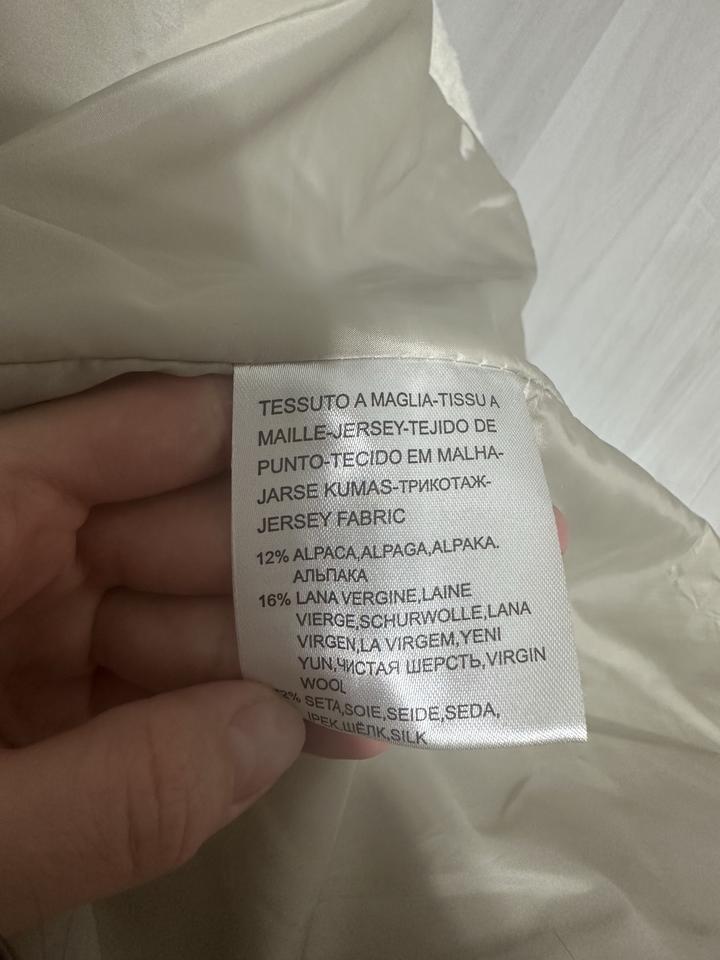 TESSUTO A MAGLIA-TISSU A
MAILLE-JERSEY-TEJIDO DE
PUNTO-TECIDO EM MALHA-
JARSE KUMAS-ТРИКОТАЖ-
JERSEY FABRIC
12% ALPACA,ALPAGA,ALPAKA.
АЛЬПАКА
16% LANA VERGINE,LAINE
VIERGE,SCHURWOLLE,LANA
VIRGEN,LA VIRGEM,YENI
YUN,ЧИСТАЯ ШЕРСТЬ,VIRGIN
WOOL
SETA,SOIE,SEIDE,SEDA,
ШЁЛК,SILK